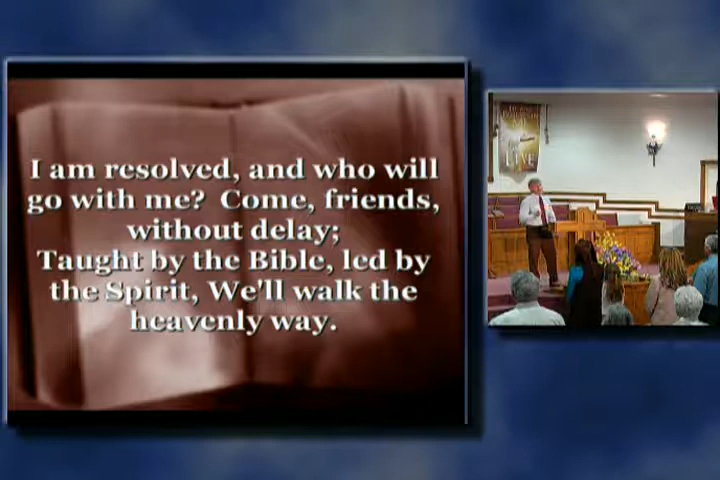 I am resolved, and who will
go with me? Come, friends,
without delay;
Taught by the Bible, led by
the Spirit, We'll walk the
heavenly way.
LIVE